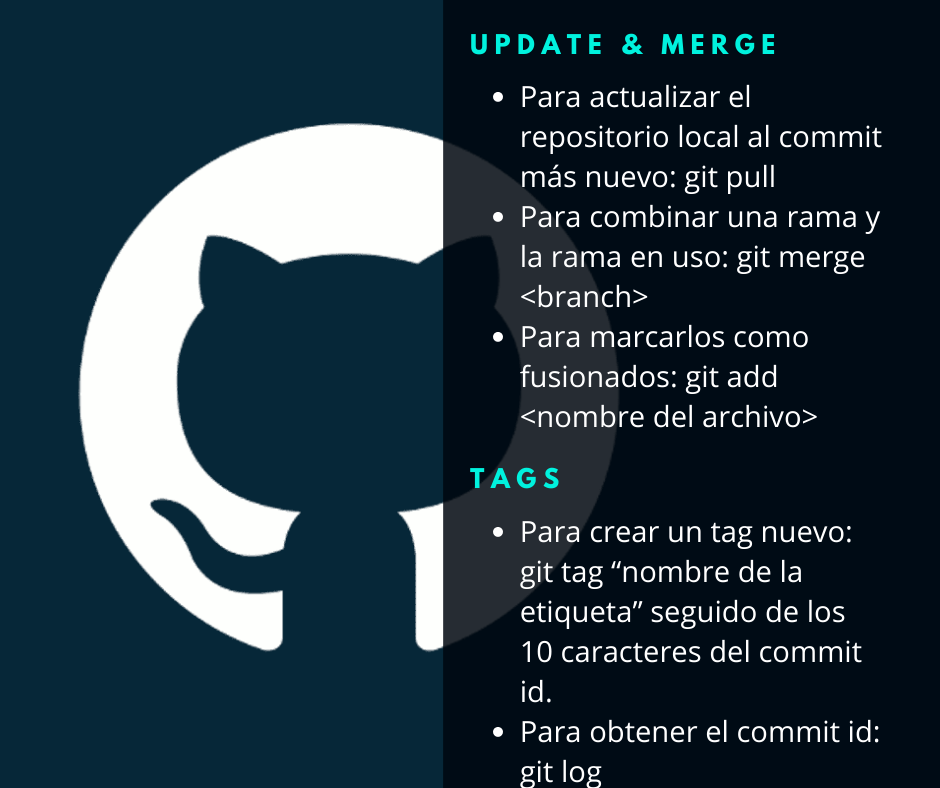 UPDATE & MERGE
• Para actualizar el
repositorio local al commit
más nuevo: git pull
• Para combinar una rama y
la rama en uso: git merge
<branch>
• Para marcarlos como
fusionados: git add
<nombre del archivo>
TAGS
• Para crear un tag nuevo:
git tag “nombre de la
etiqueta” seguido de los
10 caracteres del commit
id.
• Para obtener el commit id:
git log